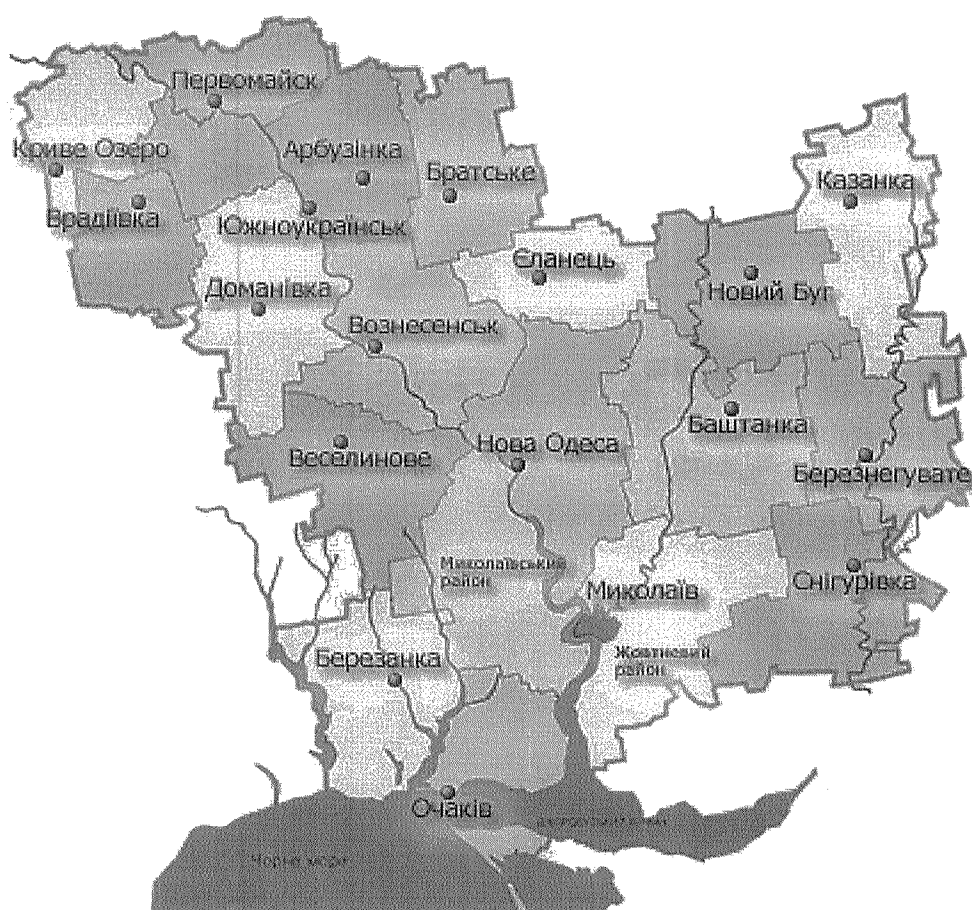 Первомайск
Криве Озеро
Арбузінка
Братське
Казанка
Врадіївка
Южноукраїнськ
Єланець
Доманівка
Новий Буг
Вознесенськ
Баштанка
Нова Одеса
Веселинове
Березнегувате
Миколаївський
район
Миколаїв
Снігурівка
Жовтневий
район
Березанка
Очаків
Чорне море